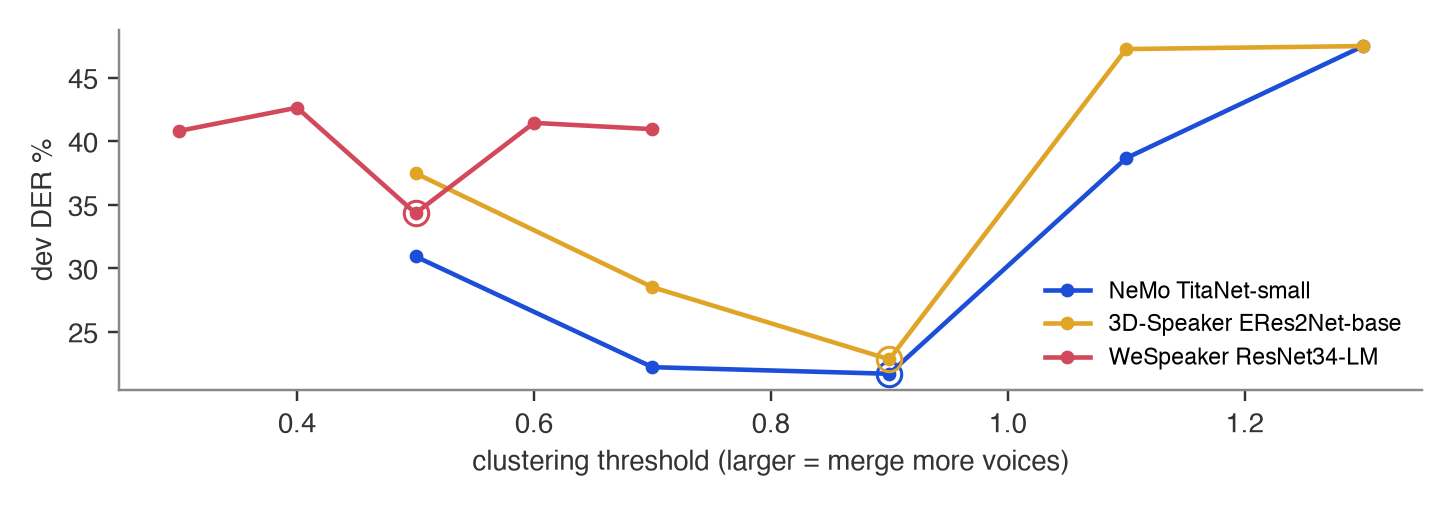 45
40
35
30
25
dev DER %
0.4 0.6 0.8 1.0 1.2
clustering threshold (larger = merge more voices)
NeMo TitaNet-small
3D-Speaker ERes2Net-base
WeSpeaker ResNet34-LM